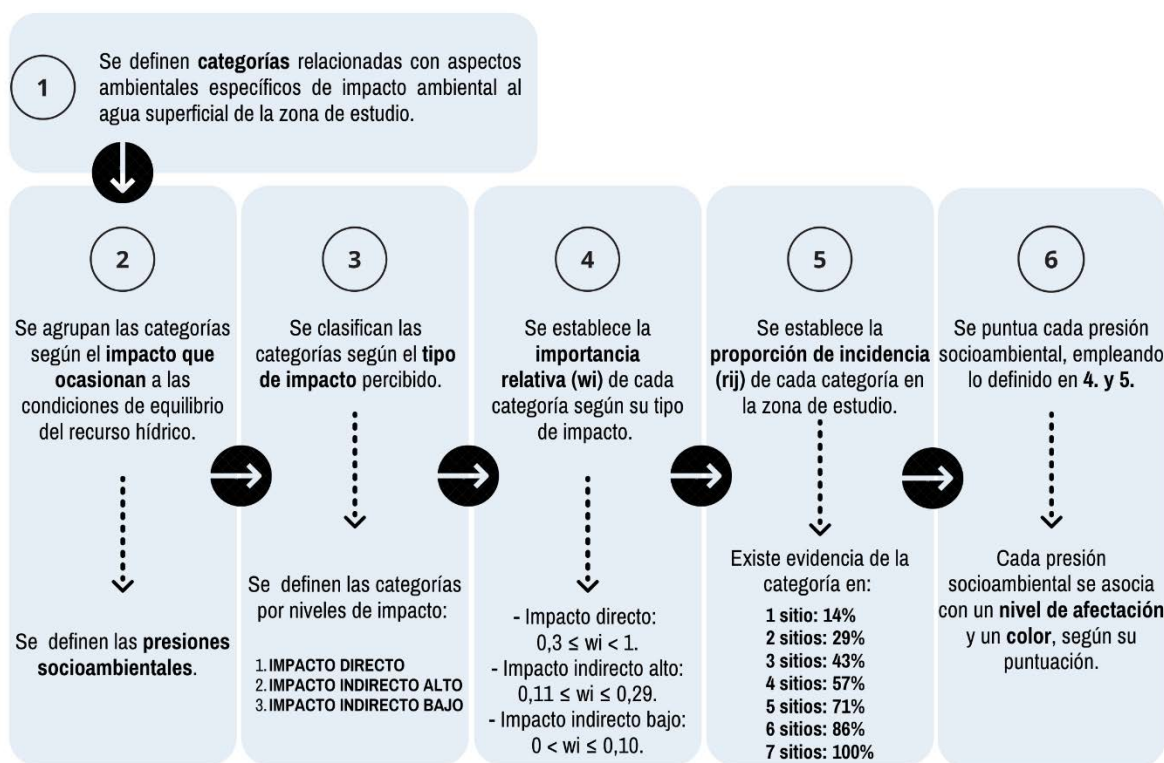 1
Se definen categorías relacionadas con aspectos
ambientales específicos de impacto ambiental al
agua superficial de la zona de estudio.
2
Se agrupan las categorías
según el impacto que
ocasionan a las
condiciones de equilibrio
del recurso hídrico.
Se definen las presiones
socioambientales.
3
Se clasifican las
categorías según el tipo
de impacto percibido.
Se definen las categorías
por niveles de impacto:
1. IMPACTO DIRECTO
2. IMPACTO INDIRECTO ALTO
3. IMPACTO INDIRECTO BAJO
4
Se establece la
importancia
relativa (wi) de cada
categoría según su tipo
de impacto.
- Impacto directo:
0,3 ≤ wi < 1.
- Impacto indirecto alto:
0,11 ≤ wi ≤ 0,29.
- Impacto indirecto bajo:
0 < wi ≤ 0,10.
5
Se establece la
proporción de incidencia
(rij) de cada categoría en
la zona de estudio.
Existe evidencia de la
categoría en:
1 sitio: 14%
2 sitios: 29%
3 sitios: 43%
4 sitios: 57%
5 sitios: 71%
6 sitios: 86%
7 sitios: 100%
6
Se puntua cada presión
socioambiental, empleando
lo definido en 4. y 5.
Cada presión
socioambiental se asocia
con un nivel de afectación
y un color, según su
puntuación.